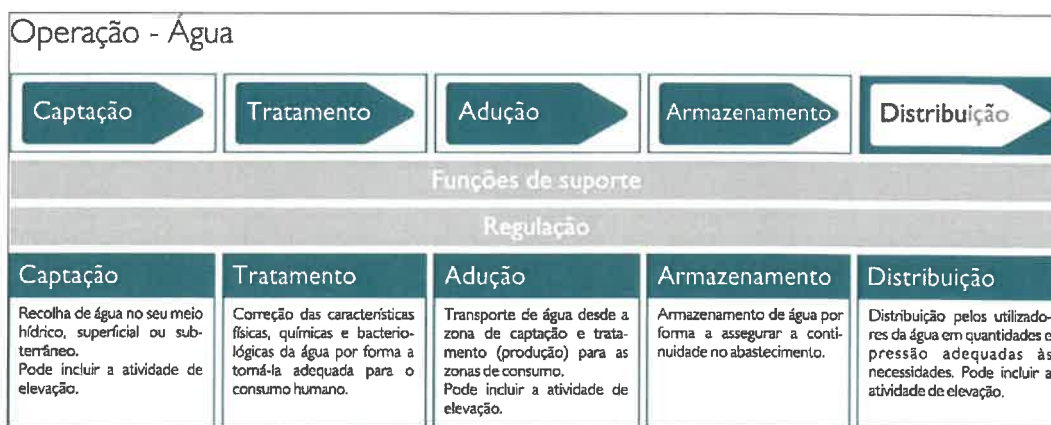 Operação - Água
Captação
Tratamento
Adução
Armazenamento
Distribuição
Funções de suporte
Regulação
Captação
Recolha de água no seu meio
hídrico, superficial ou sub-
terrâneo.
Pode incluir a atividade de
elevação.
Tratamento
Correção das características
físicas, químicas e bacterio-
lógicas da água por forma a
torná-la adequada para o
consumo humano.
Adução
Transporte de água desde a
zona de captação e trata-
mento (produção) para as
zonas de consumo.
Pode incluir a atividade de
elevação.
Armazenamento
Armazenamento de água por
forma a assegurar a conti-
nuidade no abastecimento.
Distribuição
Distribuição pelos utilizado-
res da água em quantidades e
pressão adequadas às
necessidades. Pode incluir a
atividade de elevação.